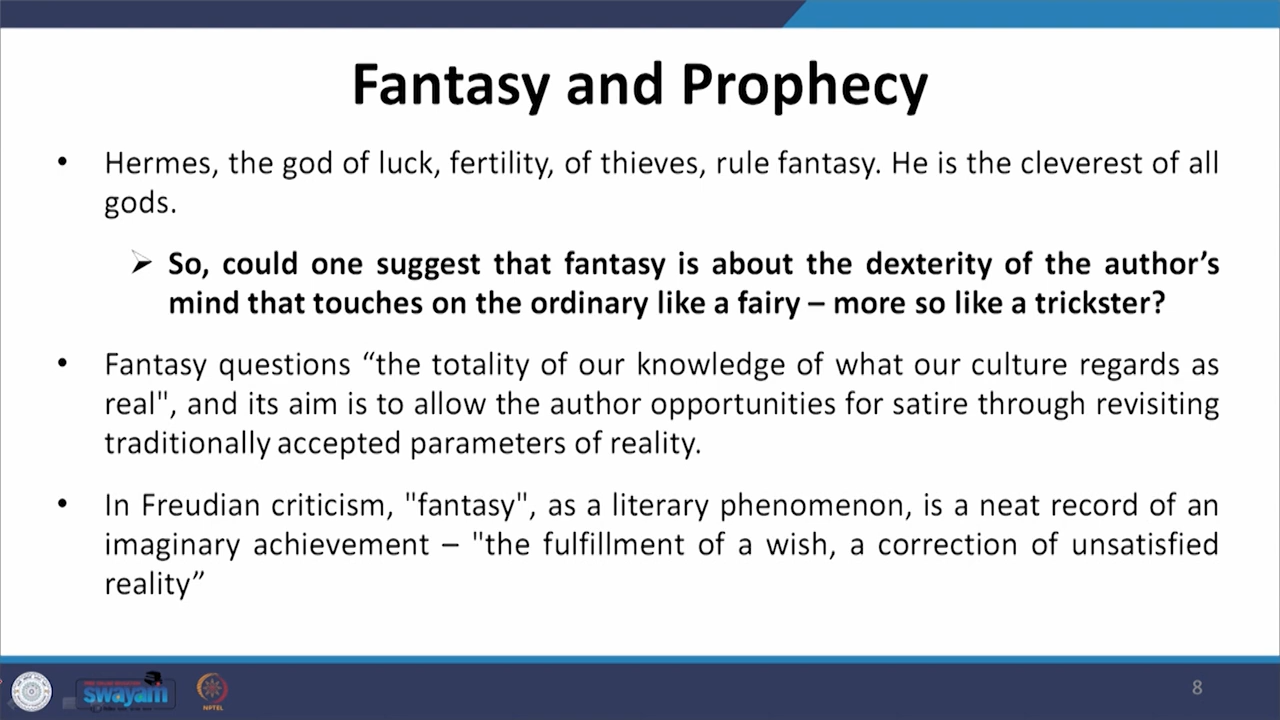 Fantasy and Prophecy
• Hermes, the god of luck, fertility, of thieves, rule fantasy. He is the cleverest of all
gods.
➢ So, could one suggest that fantasy is about the dexterity of the author’s
mind that touches on the ordinary like a fairy – more so like a trickster?
• Fantasy questions “the totality of our knowledge of what our culture regards as
real", and its aim is to allow the author opportunities for satire through revisiting
traditionally accepted parameters of reality.
• In Freudian criticism, "fantasy", as a literary phenomenon, is a neat record of an
imaginary achievement – "the fulfillment of a wish, a correction of unsatisfied
reality”
swayam
NPTEL
8